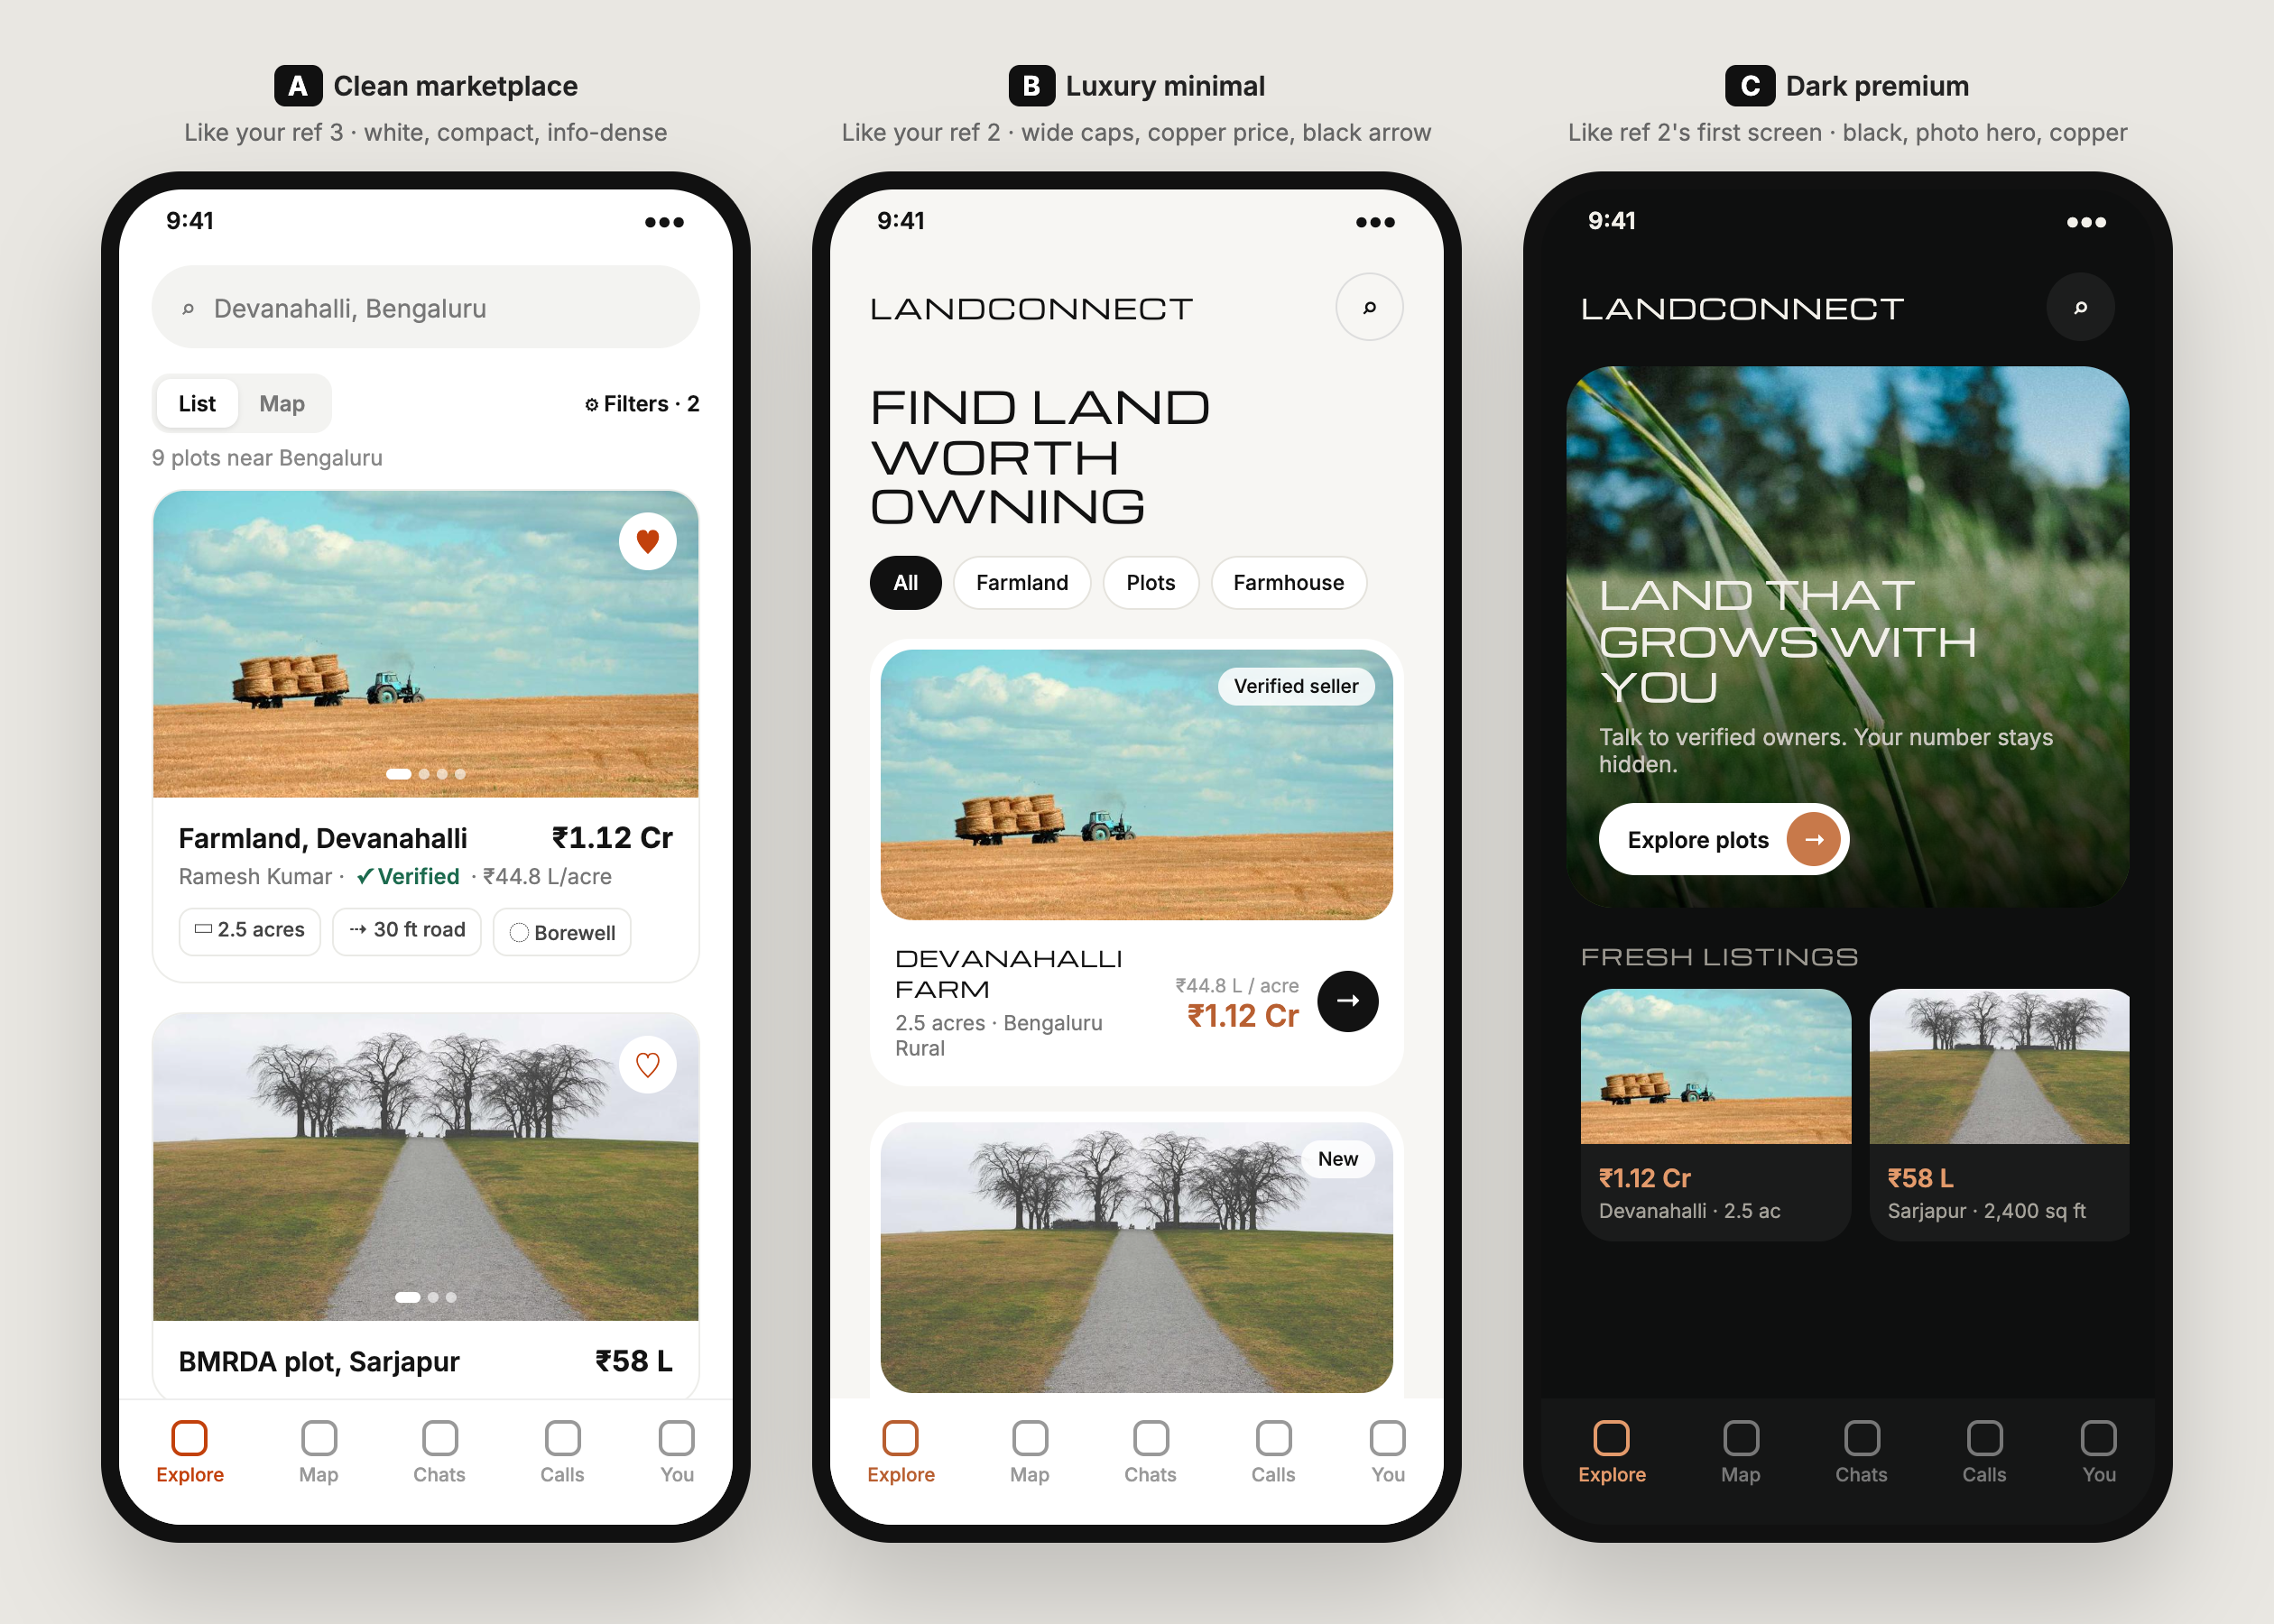 A Clean marketplace
Like your ref 3 · white, compact, info-dense
9:41
Devanahalli, Bengaluru
List Map
Filters · 2
9 plots near Bengaluru
Farmland, Devanahalli ₹1.12 Cr
Ramesh Kumar · ✓Verified · ₹44.8 L/acre
2.5 acres
30 ft road
Borewell
BMRDA plot, Sarjapur ₹58 L
Explore Map Chats Calls You
B Luxury minimal
Like your ref 2 · wide caps, copper price, black arrow
9:41
LANDCONNECT
FIND LAND
WORTH
OWNING
All Farmland Plots Farmhouse
Verified seller
DEVANAHALLI
FARM
2.5 acres · Bengaluru
Rural
₹44.8 L / acre
₹1.12 Cr
New
Explore Map Chats Calls You
C Dark premium
Like ref 2's first screen · black, photo hero, copper
9:41
LANDCONNECT
LAND THAT
GROWS WITH
YOU
Talk to verified owners. Your number stays
hidden.
Explore plots →
FRESH LISTINGS
₹1.12 Cr
Devanahalli · 2.5 ac
₹58 L
Sarjapur · 2,400 sq ft
Explore Map Chats Calls You